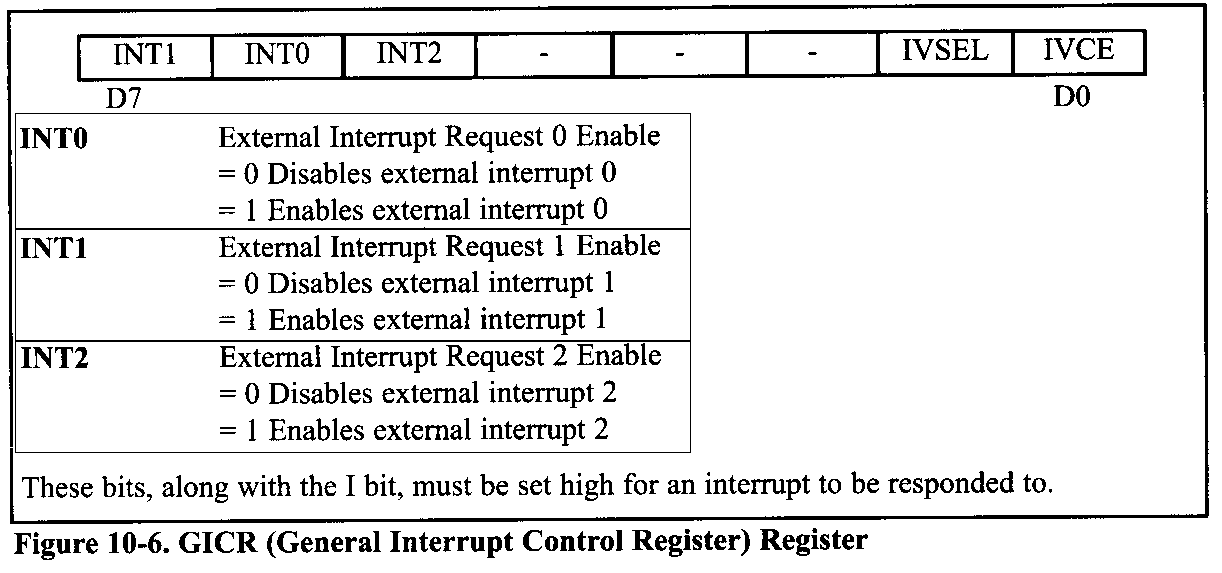 INT1 INT0 INT2 - - - IVSEL IVCE
D7 D0
INT0 External Interrupt Request 0 Enable
= 0 Disables external interrupt 0
= 1 Enables external interrupt 0
INT1 External Interrupt Request 1 Enable
= 0 Disables external interrupt 1
= 1 Enables external interrupt 1
INT2 External Interrupt Request 2 Enable
= 0 Disables external interrupt 2
= 1 Enables external interrupt 2
These bits, along with the I bit, must be set high for an interrupt to be responded to.
Figure 10-6. GICR (General Interrupt Control Register) Register